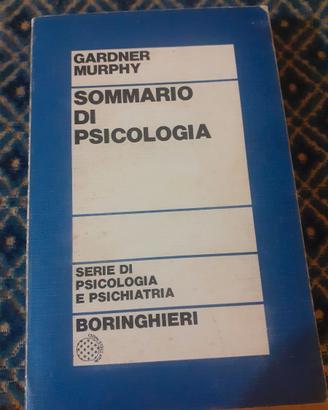 GARDNER
MURPHY
SOMMARIO
DI
PSICOLOGIA
SERIE DI
PSICOLOGIA
E PSICHIATRIA
BORINGHIERI